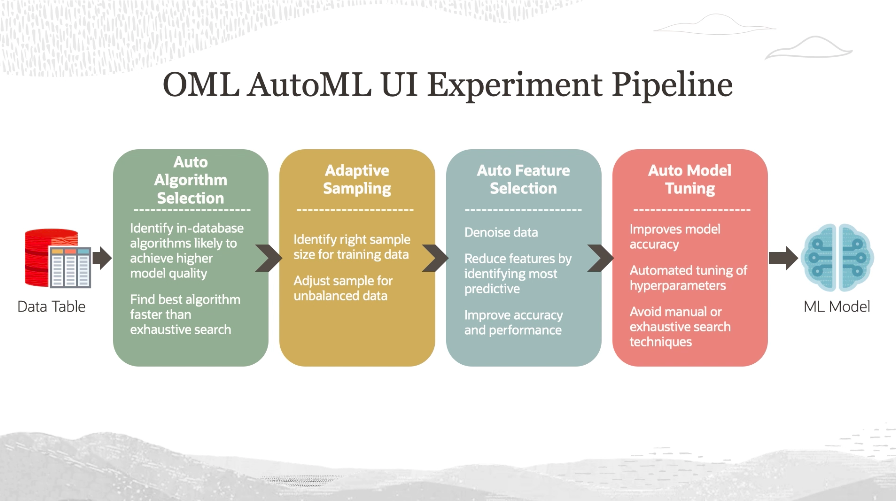 OML AutoML UI Experiment Pipeline
Data Table
Auto
Algorithm
Selection
Identify in-database
algorithms likely to
achieve higher
model quality
Find best algorithm
faster than
exhaustive search
Adaptive
Sampling
Identify right sample
size for training data
Adjust sample for
unbalanced data
Auto Feature
Selection
Denoise data
Reduce features by
identifying most
predictive
Improve accuracy
and performance
Auto Model
Tuning
Improves model
accuracy
Automated tuning of
hyperparameters
Avoid manual or
exhaustive search
techniques
ML Model